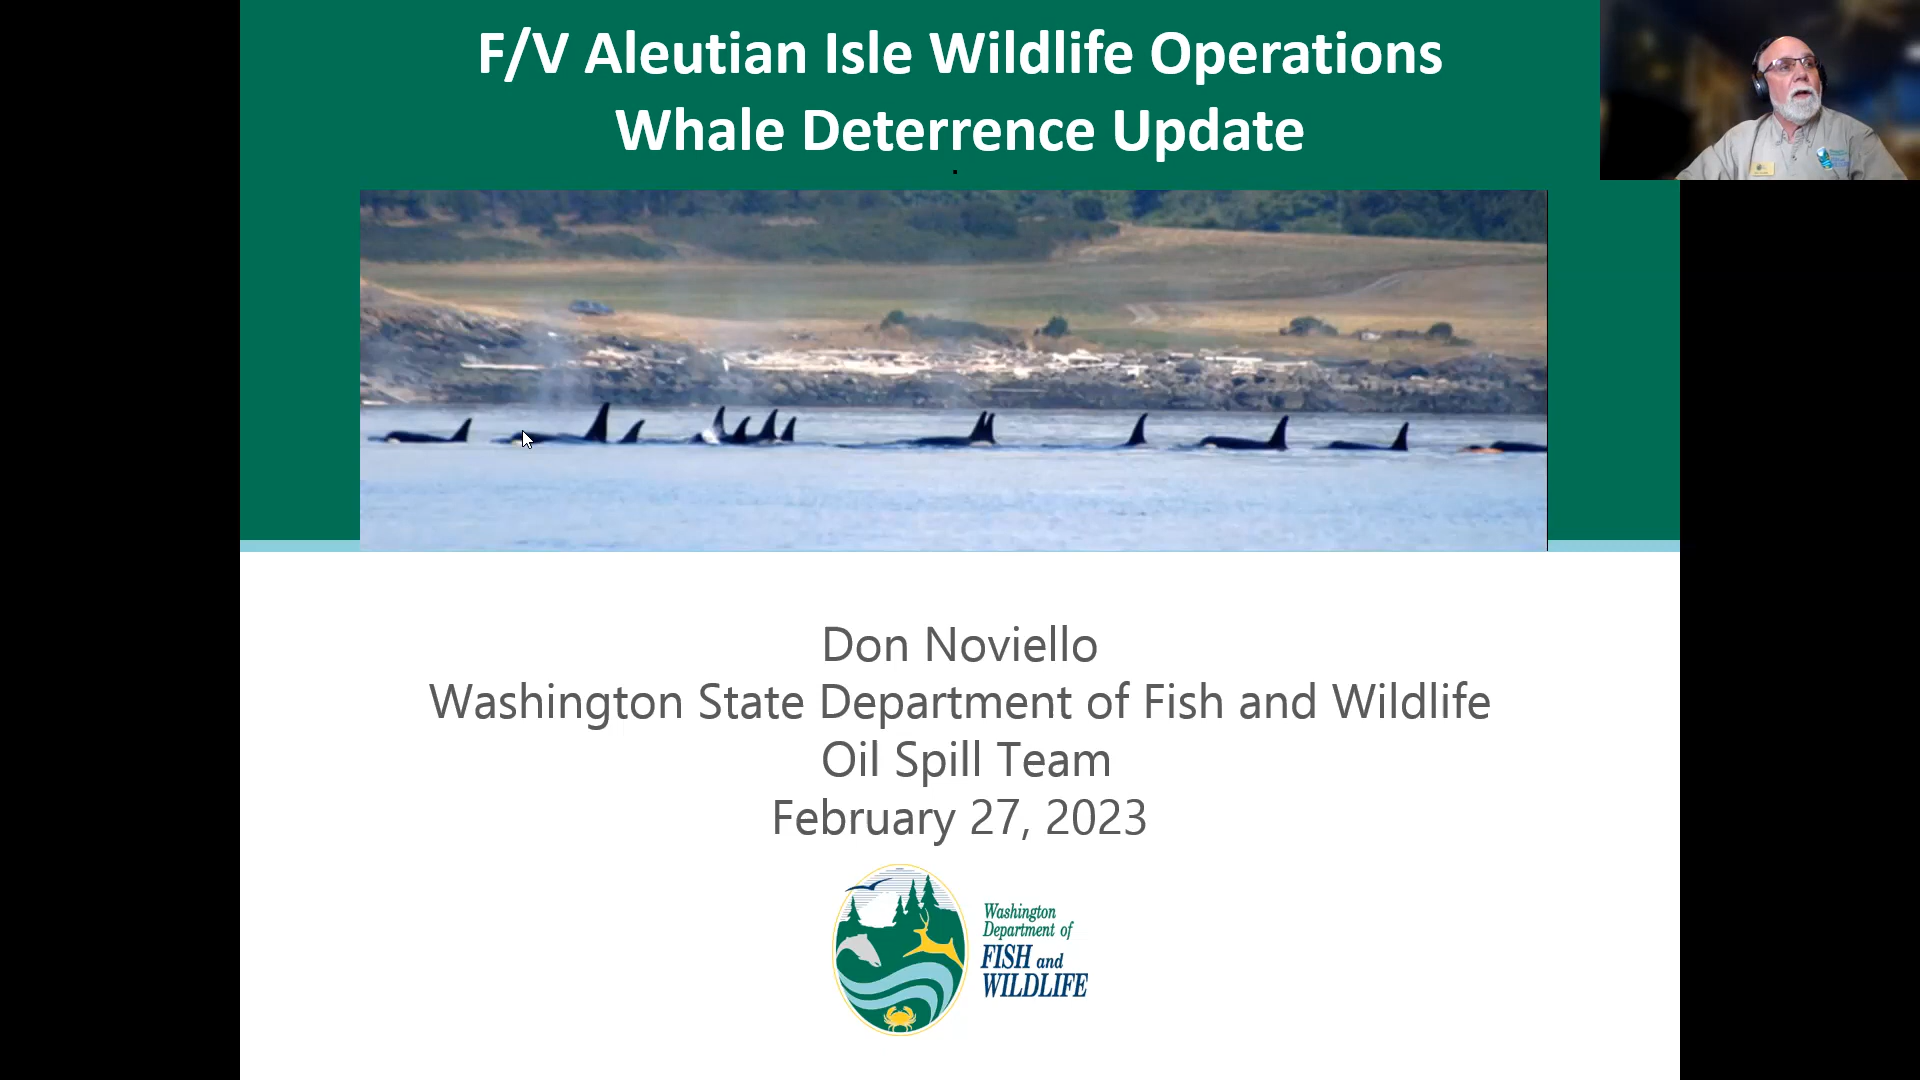 F/V Aleutian Isle Wildlife Operations
Whale Deterrence Update
.
Don Noviello
Washington State Department of Fish and Wildlife
Oil Spill Team
February 27, 2023
Washington
Department of
FISH and
WILDLIFE